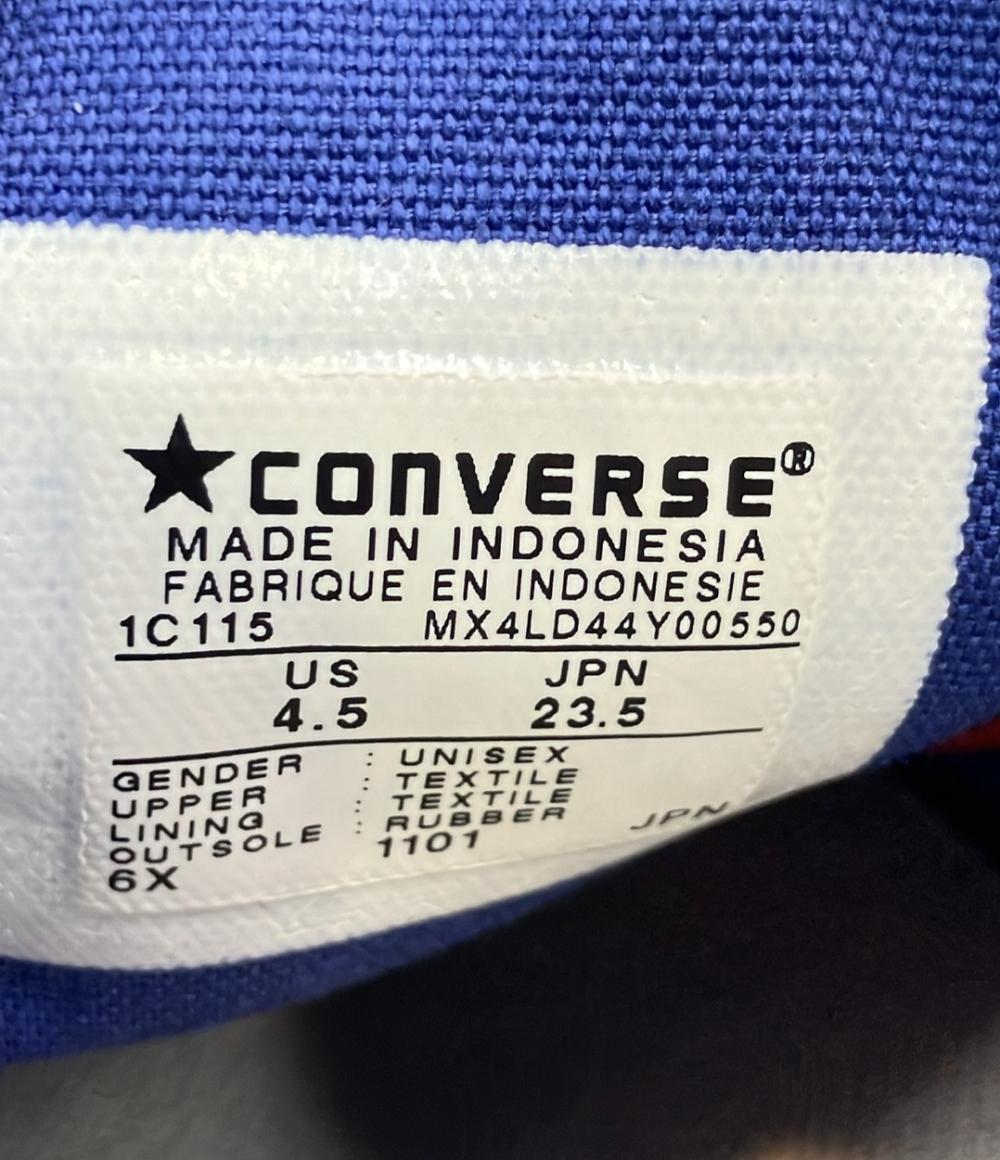 ★CONVERSE®
MADE IN INDONESIA
FABRIQUE EN INDONESIE
1C115 MX4LD44Y00550
US JPN
4.5 23.5
GENDER : UNISEX
UPPER : TEXTILE
LINING : TEXTILE
OUTSOLE : RUBBER JPN
6X 1101